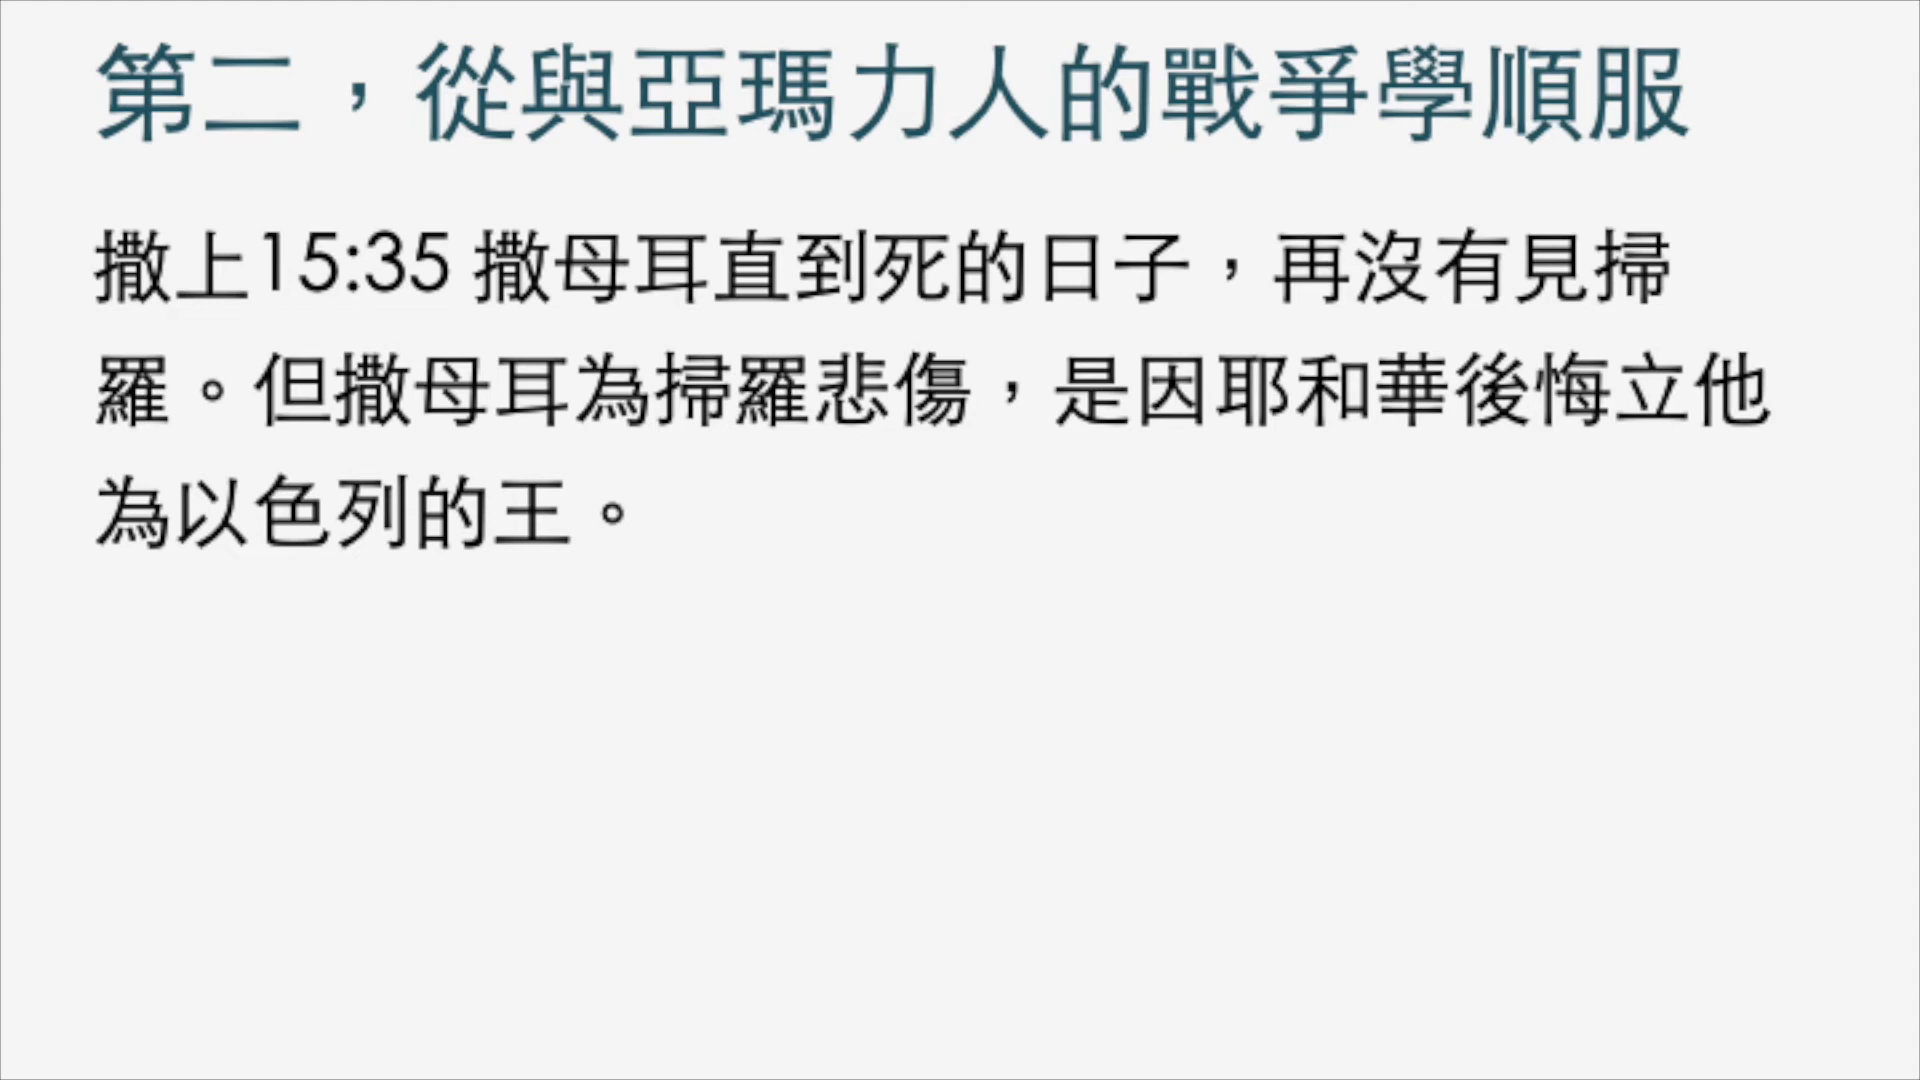 第二，從與亞瑪力人的戰爭學順服
撒上15:35 撒母耳直到死的日子，再沒有見掃
羅。但撒母耳為掃羅悲傷，是因耶和華後悔立他
為以色列的王。